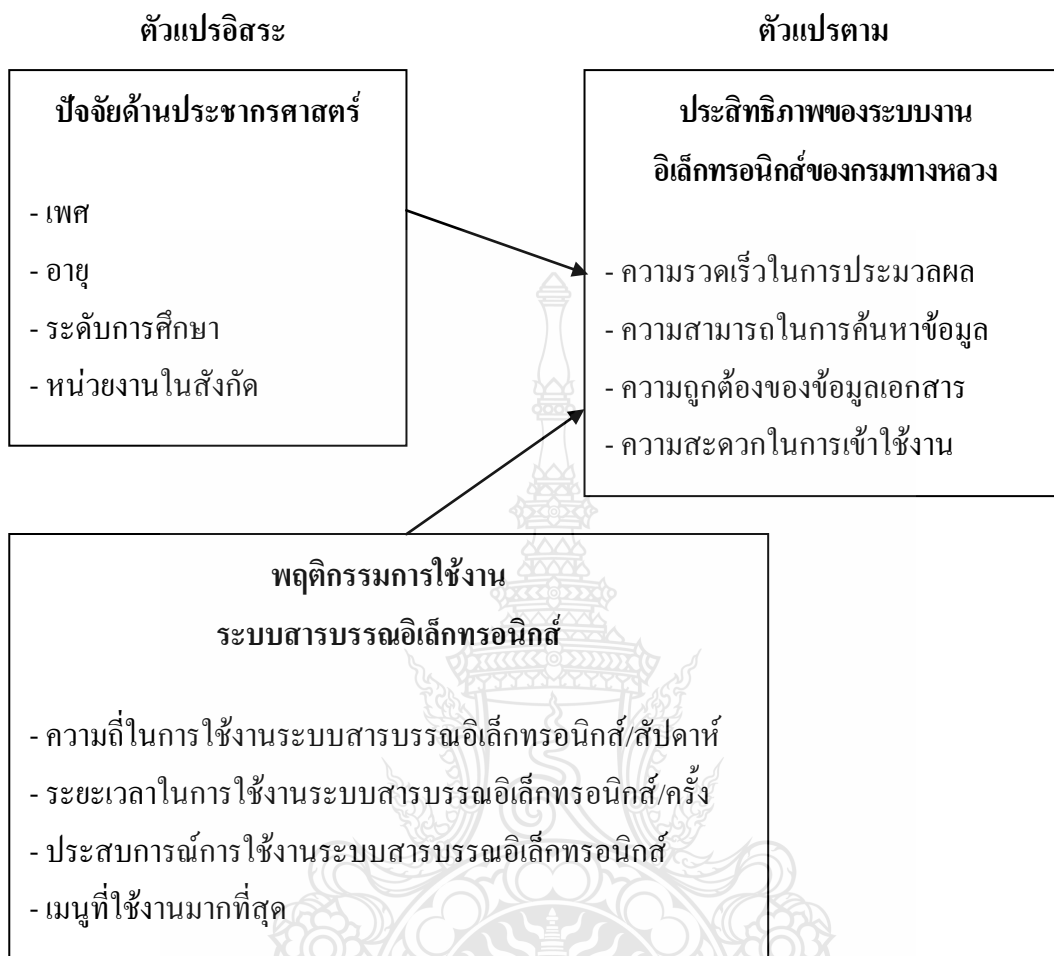 ตัวแปรอิสระ
ตัวแปรตาม
ปัจจัยด้านประชากรศาสตร์
- เพศ
- อายุ
- ระดับการศึกษา
- หน่วยงานในสังกัด
ประสิทธิภาพของระบบงาน
อิเล็กทรอนิกส์ของกรมทางหลวง
- ความรวดเร็วในการประมวลผล
- ความสามารถในการค้นหาข้อมูล
- ความถูกต้องของข้อมูลเอกสาร
- ความสะดวกในการเข้าใช้งาน
พฤติกรรมการใช้งาน
ระบบสารบรรณอิเล็กทรอนิกส์
- ความถี่ในการใช้งานระบบสารบรรณอิเล็กทรอนิกส์/สัปดาห์
- ระยะเวลาในการใช้งานระบบสารบรรณอิเล็กทรอนิกส์/ครั้ง
- ประสบการณ์การใช้งานระบบสารบรรณอิเล็กทรอนิกส์
- เมนูที่ใช้งานมากที่สุด